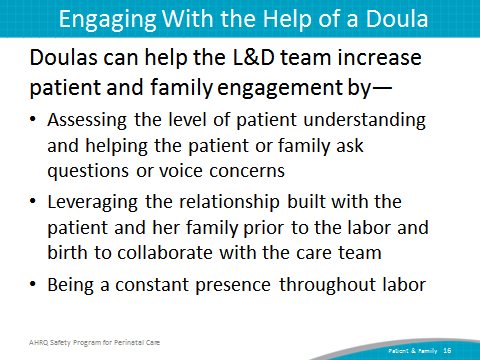 Engaging With the Help of a Doula
Doulas can help the L&D team increase
patient and family engagement by—
• Assessing the level of patient understanding
and helping the patient or family ask
questions or voice concerns
• Leveraging the relationship built with the
patient and her family prior to the labor and
birth to collaborate with the care team
• Being a constant presence throughout labor
AHRQ Safety Program for Perinatal Care
Patient & Family 16